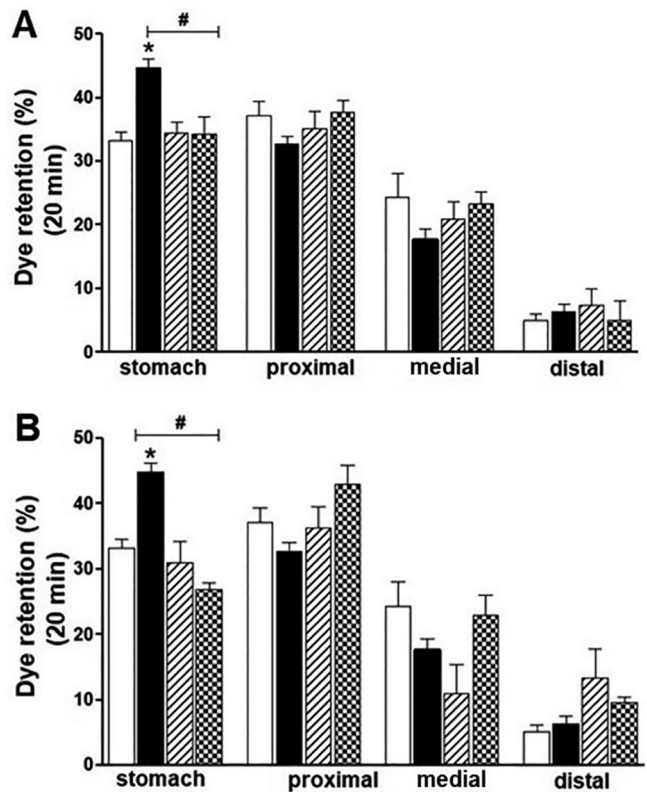 A
#
*
Dye retention (%)
(20 min)
50
40
30
20
10
0
stomach proximal medial distal
B
#
*
Dye retention (%)
(20 min)
50
40
30
20
10
0
stomach proximal medial distal